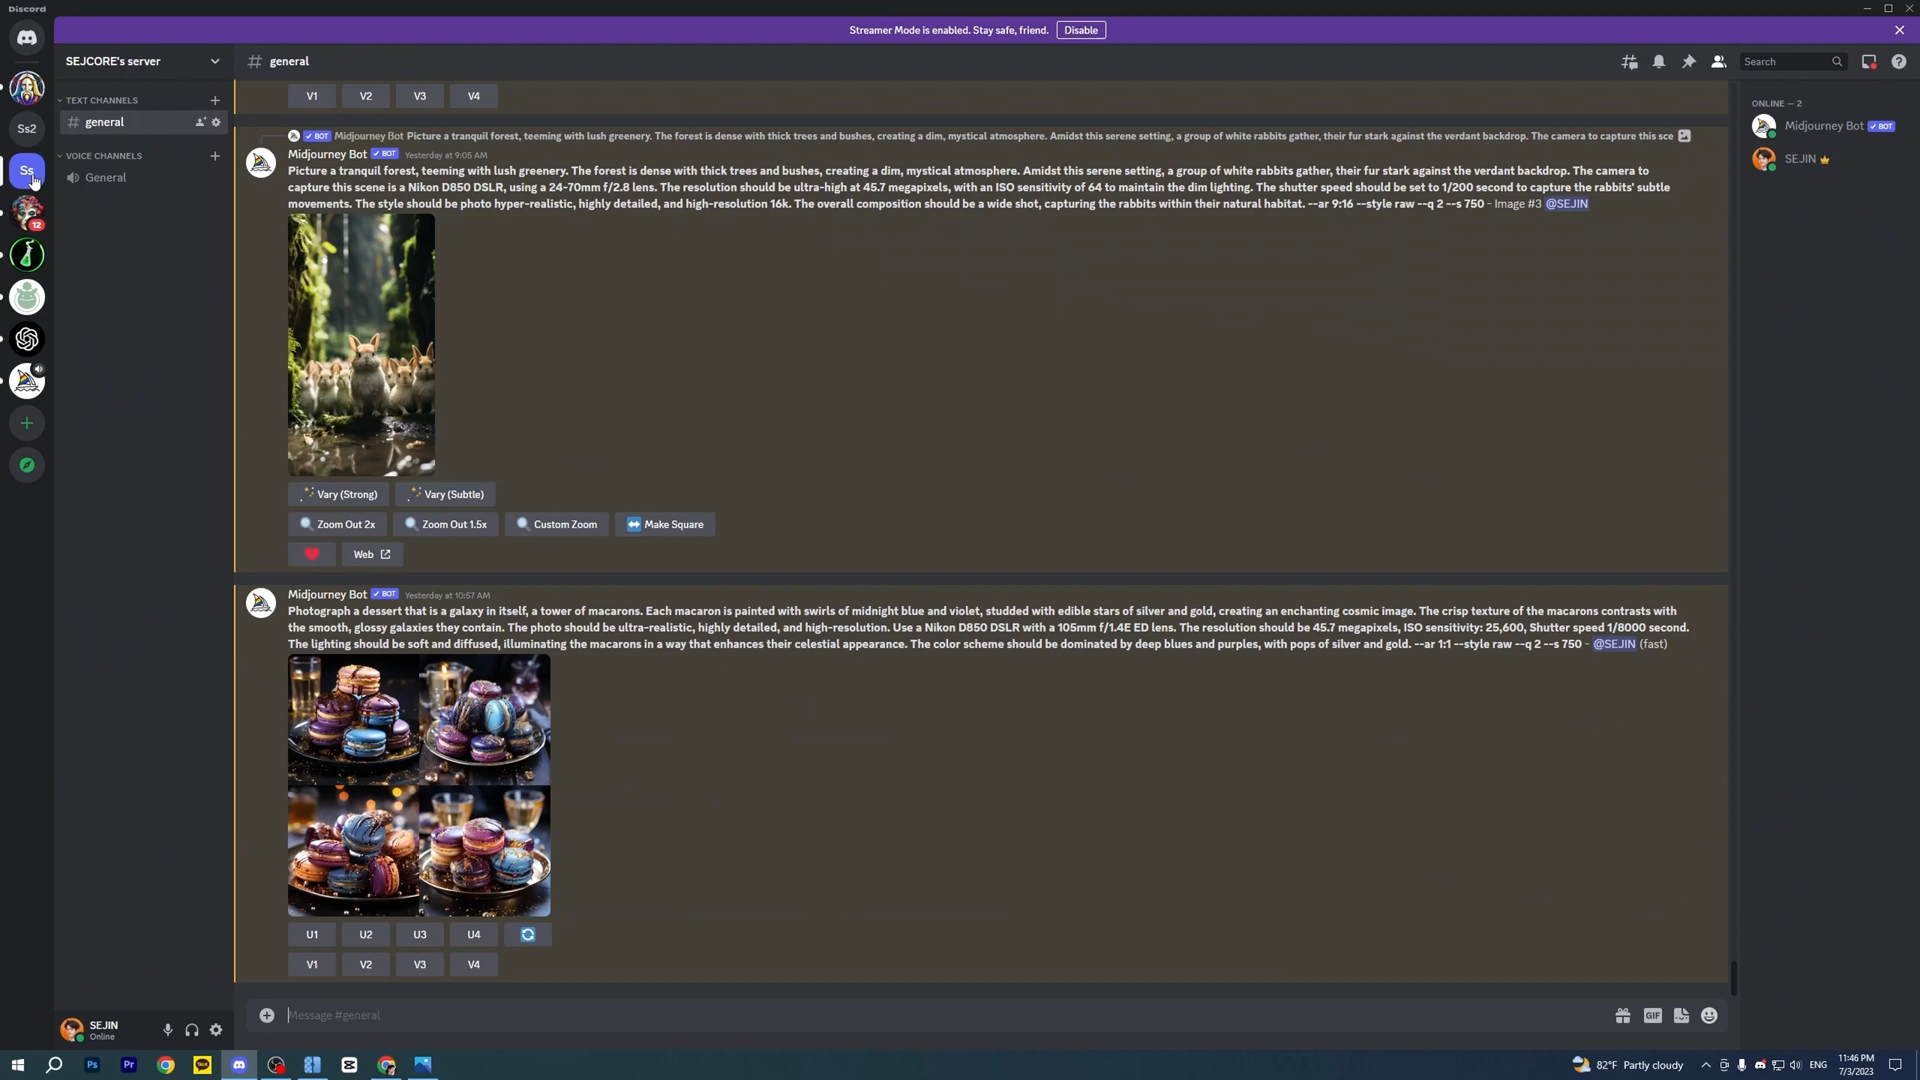 Discord
Streamer Mode is enabled. Stay safe, friend. Disable
SEJCORE's server
general
Search
TEXT CHANNELS
general
VOICE CHANNELS
General
Ss2
Ss
12
V1 V2 V3 V4
BOT Midjourney Bot Picture a tranquil forest, teeming with lush greenery. The forest is dense with thick trees and bushes, creating a dim, mystical atmosphere. Amidst this serene setting, a group of white rabbits gather, their fur stark against the verdant backdrop. The camera to capture this sce
Midjourney Bot BOT Yesterday at 9:05 AM
Picture a tranquil forest, teeming with lush greenery. The forest is dense with thick trees and bushes, creating a dim, mystical atmosphere. Amidst this serene setting, a group of white rabbits gather, their fur stark against the verdant backdrop. The camera to
capture this scene is a Nikon D850 DSLR, using a 24-70mm f/2.8 lens. The resolution should be ultra-high at 45.7 megapixels, with an ISO sensitivity of 64 to maintain the dim lighting. The shutter speed should be set to 1/200 second to capture the rabbits' subtle
movements. The style should be photo hyper-realistic, highly detailed, and high-resolution 16k. The overall composition should be a wide shot, capturing the rabbits within their natural habitat. --ar 9:16 --style raw --q 2 --s 750 - Image #3 @SEJIN
Vary (Strong) Vary (Subtle)
Zoom Out 2x Zoom Out 1.5x Custom Zoom Make Square
Web
Midjourney Bot BOT Yesterday at 10:57 AM
Photograph a dessert that is a galaxy in itself, a tower of macarons. Each macaron is painted with swirls of midnight blue and violet, studded with edible stars of silver and gold, creating an enchanting cosmic image. The crisp texture of the macarons contrasts with
the smooth, glossy galaxies they contain. The photo should be ultra-realistic, highly detailed, and high-resolution. Use a Nikon D850 DSLR with a 105mm f/1.4E ED lens. The resolution should be 45.7 megapixels, ISO sensitivity: 25,600, Shutter speed 1/8000 second.
The lighting should be soft and diffused, illuminating the macarons in a way that enhances their celestial appearance. The color scheme should be dominated by deep blues and purples, with pops of silver and gold. --ar 1:1 --style raw --q 2 --s 750 - @SEJIN (fast)
U1 U2 U3 U4
V1 V2 V3 V4
Message #general
GIF
ONLINE — 2
Midjourney Bot BOT
SEJIN
SEJIN
Online
Ps Pr TALK
82°F Partly cloudy
ENG
11:46 PM
7/3/2023